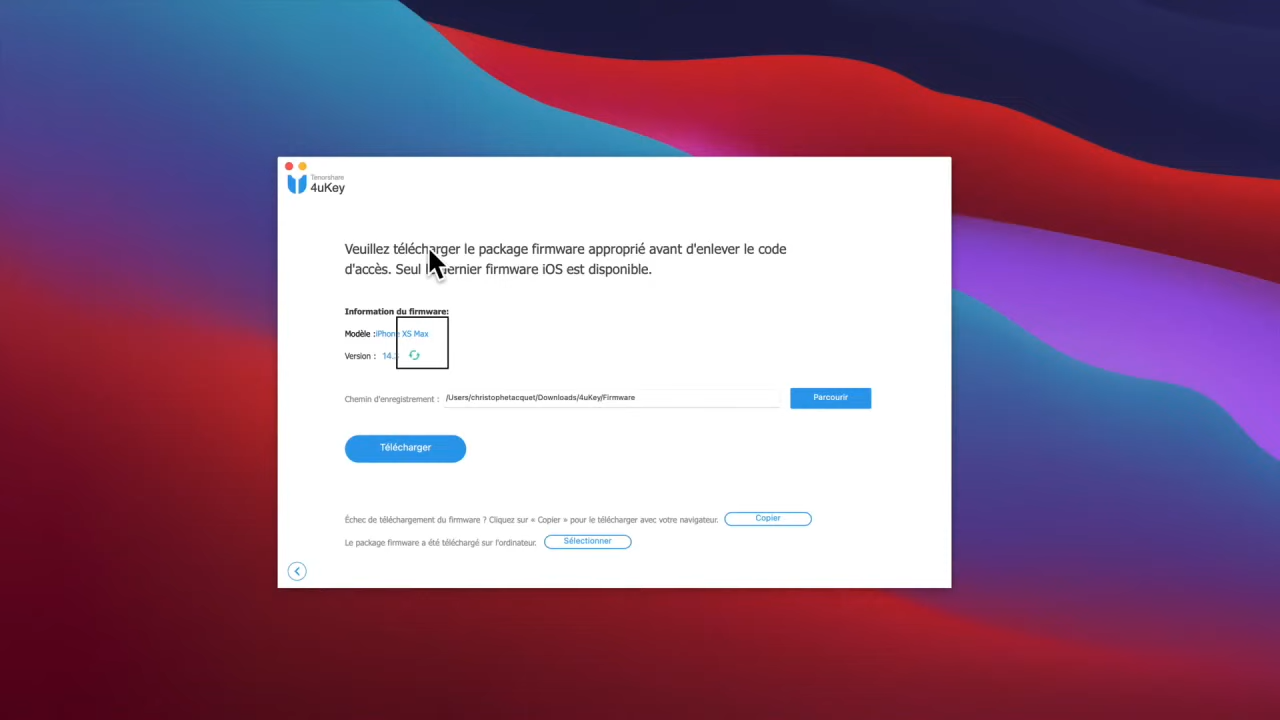 Tenorshare
4uKey
Veuillez télécharger le package firmware approprié avant d'enlever le code
d'accès. Seul le dernier firmware iOS est disponible.
Information du firmware:
Modèle :iPhone XS Max
Version : 14.
Chemin d'enregistrement : /Users/christophetacquet/Downloads/4uKey/Firmware
Parcourir
Télécharger
Échec de téléchargement du firmware ? Cliquez sur « Copier » pour le télécharger avec votre navigateur. Copier
Le package firmware a été téléchargé sur l'ordinateur. Sélectionner